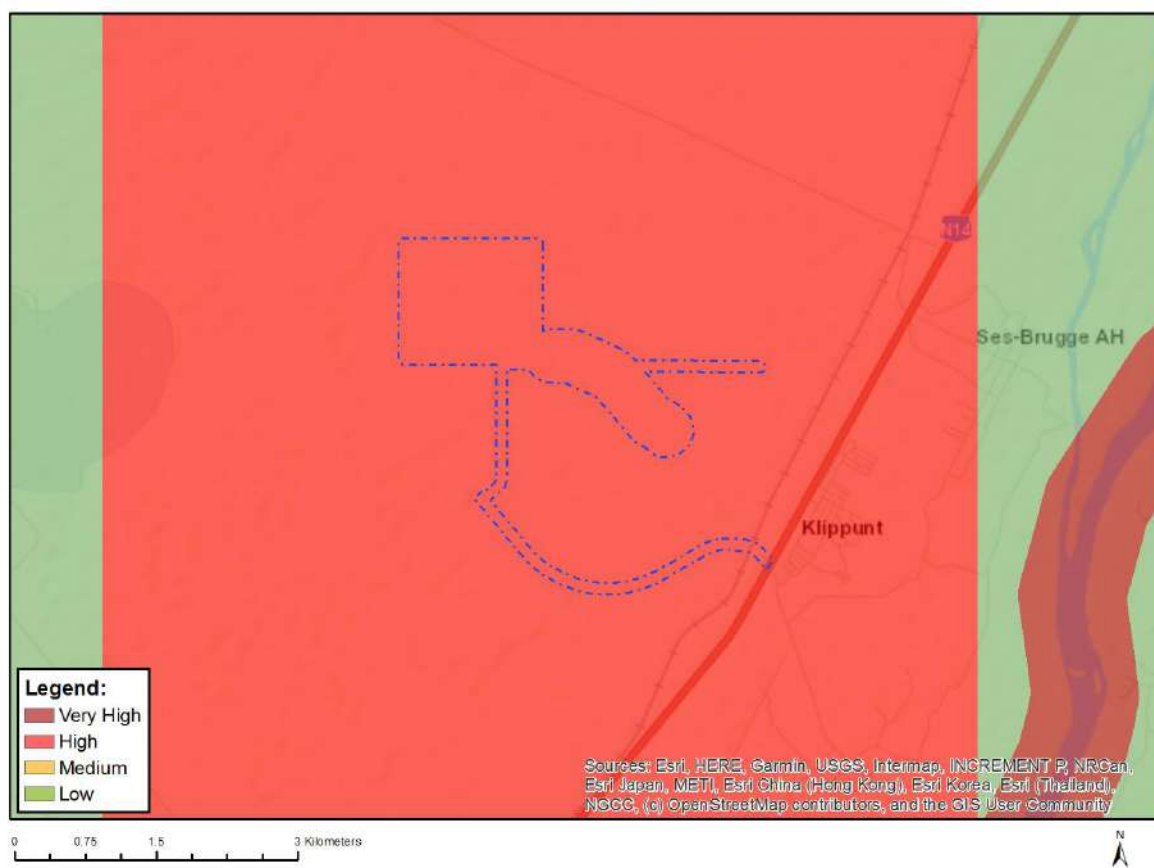 N14
Ses-Brugge AH
Klippunt
Legend:
Very High
High
Medium
Low
Sources: Esri, HERE, Garmin, USGS, Intermap, INCREMENT P, NRCan,
Esri Japan, METI, Esri China (Hong Kong), Esri Korea, Esri (Thailand),
NGCC, (c) OpenStreetMap contributors, and the GIS User Community
0 0.75 1.5 3 Kilometers
N